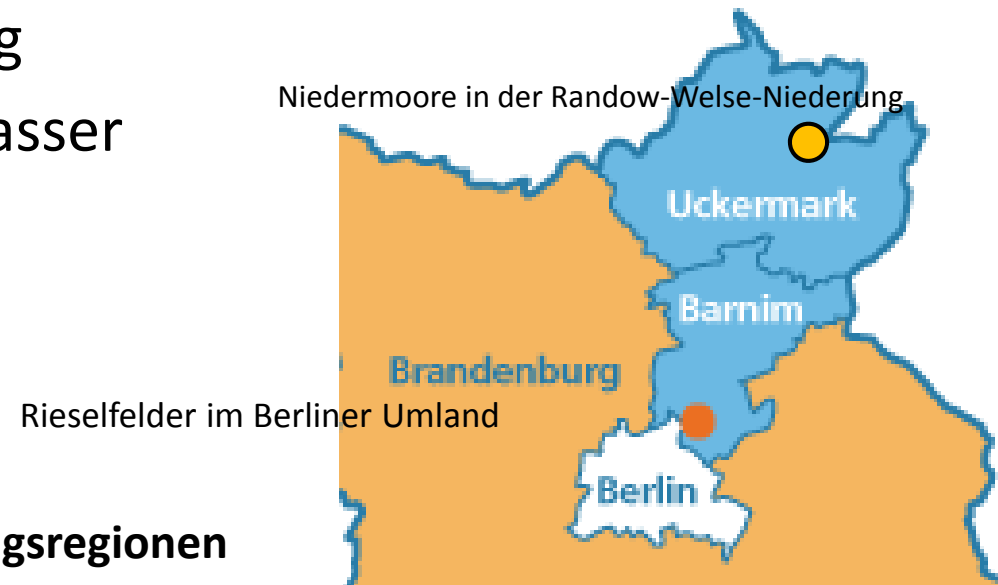 g
asser
Niedermoore in der Randow-Welse-Niederung
Uckermark
Barnim
Brandenburg
Rieselfelder im Berliner Umland
Berlin
gsregionen